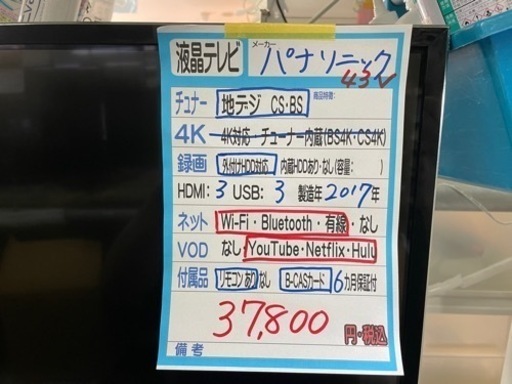 液晶テレビ メーカー パナソニック
43V
チューナー 地デジ CS・BS 商品特徴:
4K 4K対応・チューナー内蔵(BS4K・CS4K)
録画 外付けHDD対応 内蔵HDDあり・なし(容量: )
HDMI:3 USB:3 製造年2017年
ネット Wi-Fi・Bluetooth・有線・なし
VOD なし YouTube・Netflix・Hulu
付属品 リモコンあり なし B-CASカード 6カ月保証付
37,800 円・税込
備考